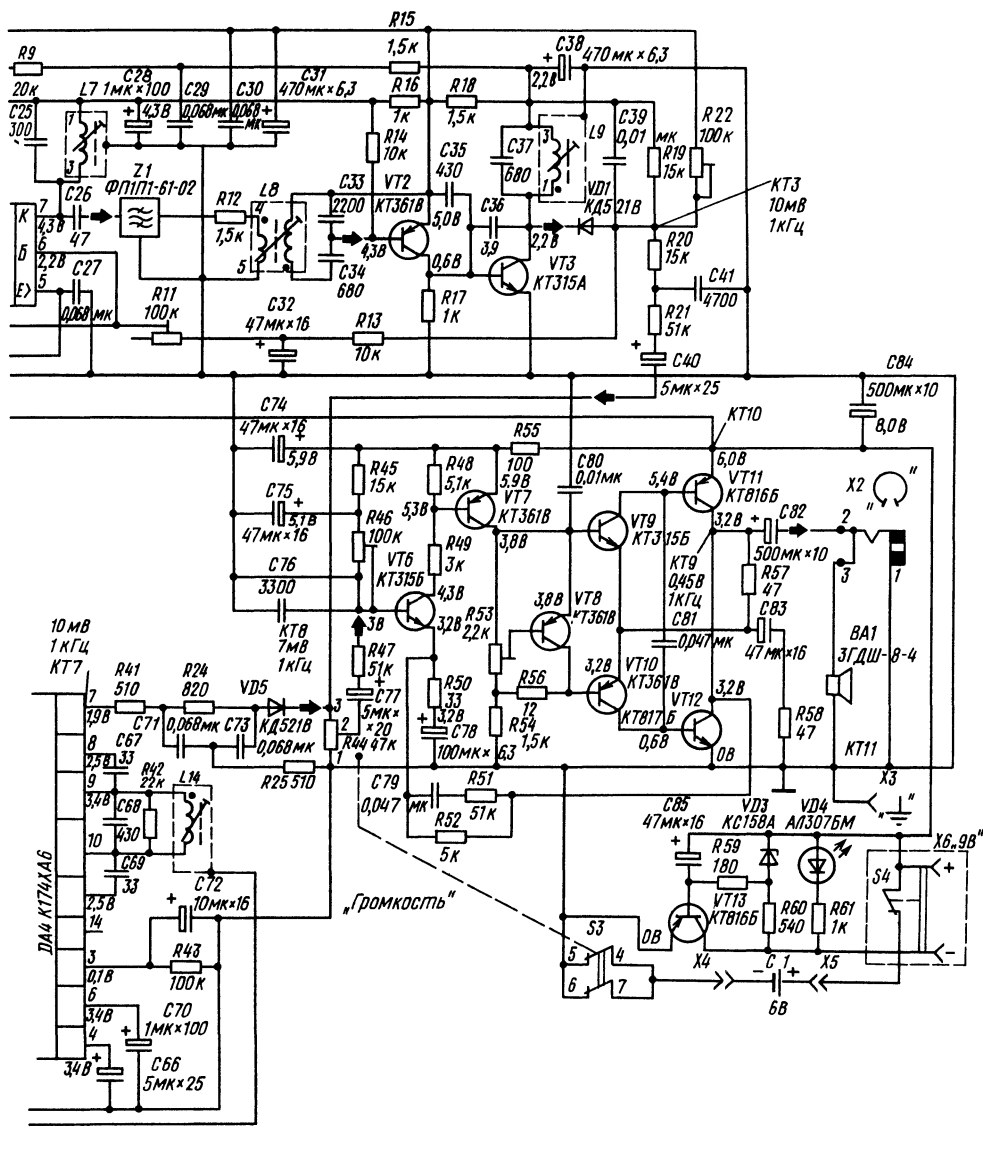 R15
R9
20к
L7
C28
1мк×100
C29
0,068мк
C30
0,068
мк
C31
470мк×6,3
1,5к
R16
1к
R18
1,5к
C38
470мк×6,3
2,2В
C25
300
7
3
4,3В
R14
10к
C35
430
C37
680
3
1
L9
C39
0,01
мк
R19
15к
R22
100к
КТ3
10мВ
1кГц
Z1
ФП1П1-61-02
C26
47
7
4,3В
6
2,2В
5
К
Б
Е>
C27
0,068мк
R12
1,5к
L8
4
5
C33
2200
C34
680
VT2
КТ361В
5,0В
4,3В
0,6В
C36
3,9
2,2В
VD1
КД521В
VT3
КТ315А
R20
15к
C41
4700
R21
51к
R11
100к
C32
47мк×16
R13
10к
R17
1к
C40
5мк×25
C84
500мк×10
8,0В
C74
47мк×16
5,9В
R55
100
КТ10
6,0В
R45
15к
R48
5,1к
5,9В
VT7
КТ361В
5,3В
3,8В
C80
0,01мк
5,4В
VT11
КТ816Б
X2
C75
5,1В
47мк×16
R46
100к
VT6
КТ315Б
R49
3к
VT9
КТ315Б
3,2В
C82
500мк×10
2
3
1
C76
3300
КТ8
7мВ
1кГц
3В
4,3В
3,2В
R53
2,2к
3,8В
VT8
КТ361В
КТ9
0,45В
1кГц
R57
47
C81
0,047мк
C83
47мк×16
BA1
3ГДШ-8-4
10мВ
1кГц
КТ7
R41
510
R24
820
VD5
КД521В
R47
51к
C77
5мк×
20
R50
33
3,2В
C78
100мк×6,3
R56
12
R54
1,5к
3,2В
VT10
КТ361В
КТ817Б
VT12
0,6В
3,2В
0В
R58
47
КТ11
X3
7
1,9В
C71
0,068мк
C73
0,068мк
3
2
1
R44
47к
R25 510
8
2,5В
C67
33
R42
22к
L14
9
3,4В
C68
430
10
C69
33
2,5В
14
C79
0,047
мк
R51
51к
R52
5к
C85
47мк×16
VD3
КС158А
VD4
АЛ307БМ
R59
180
VT13
КТ816Б
R60
540
R61
1к
X6 „9В"
S4
+
-
DA4 К174ХА6
C72
10мк×16
„Громкость"
S3
5
4
6
7
0В
X4
C 1
6В
X5
3
0,1В
R43
100к
6
3,4В
4
3,4В
C70
1мк×100
C66
5мк×25